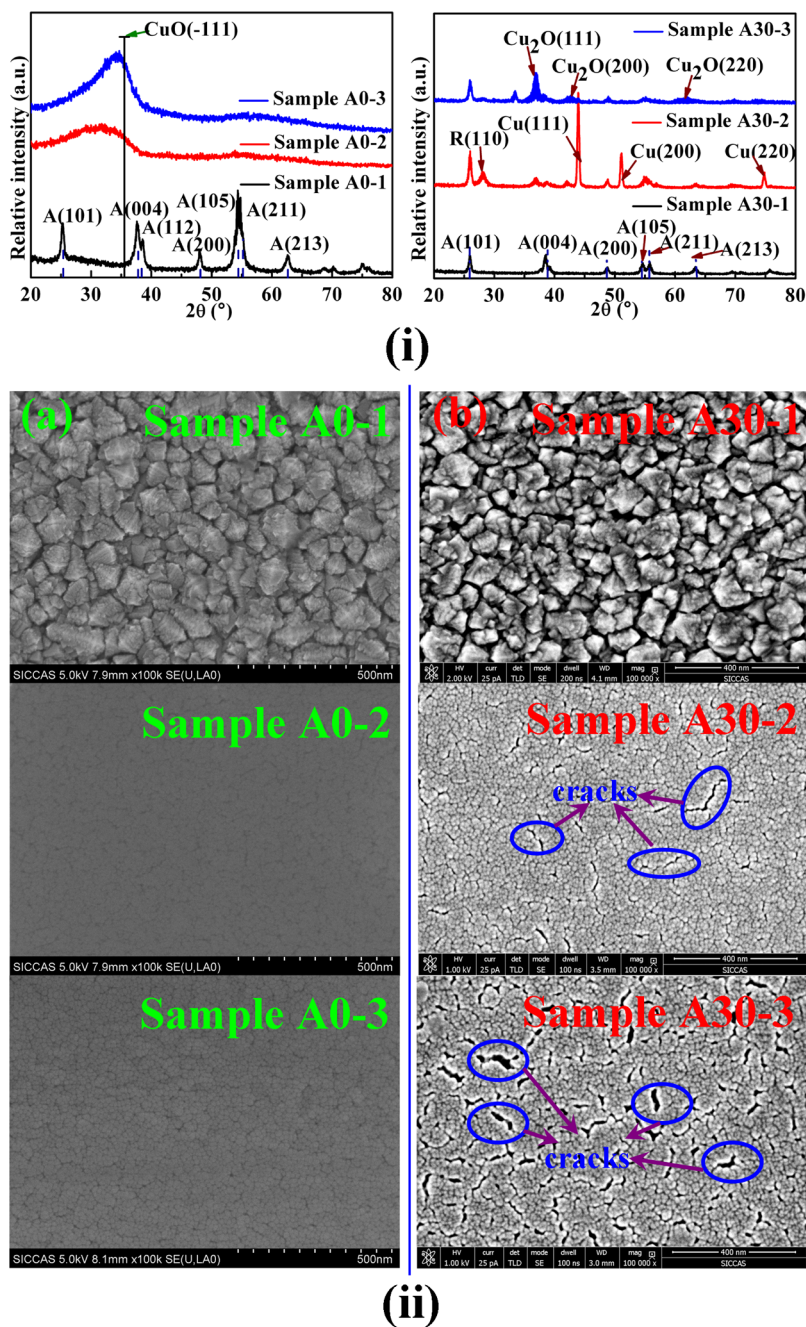 Relative intensity (a.u.)
CuO(-111)
Sample A0-3
Sample A0-2
Sample A0-1
A(101)
A(004)
A(112)
A(200)
A(105)
A(211)
A(213)
20 30 40 50 60 70 80
2θ (°)
Relative intensity (a.u.)
Sample A30-3
Cu2O(111)
Cu2O(200)
Cu2O(220)
Sample A30-2
R(110)
Cu(111)
Cu(200)
Cu(220)
Sample A30-1
A(101)
A(004)
A(200)
A(105)
A(211)
A(213)
20 30 40 50 60 70 80
2θ (°)
(i)
(a) Sample A0-1
SICCAS 5.0kV 7.9mm x100k SE(U,LA0) 500nm
Sample A0-2
SICCAS 5.0kV 7.9mm x100k SE(U,LA0) 500nm
Sample A0-3
SICCAS 5.0kV 8.1mm x100k SE(U,LA0) 500nm
(b) Sample A30-1
HV curr det mode dwell WD mag 400 nm
2.00 kV 25 pA TLD SE 200 ns 4.1 mm 100 000 x SICCAS
Sample A30-2
cracks
HV curr det mode dwell WD mag 400 nm
1.00 kV 25 pA TLD SE 100 ns 3.5 mm 100 000 x SICCAS
Sample A30-3
cracks
HV curr det mode dwell WD mag 400 nm
1.00 kV 25 pA TLD SE 100 ns 3.0 mm 100 000 x SICCAS
(ii)